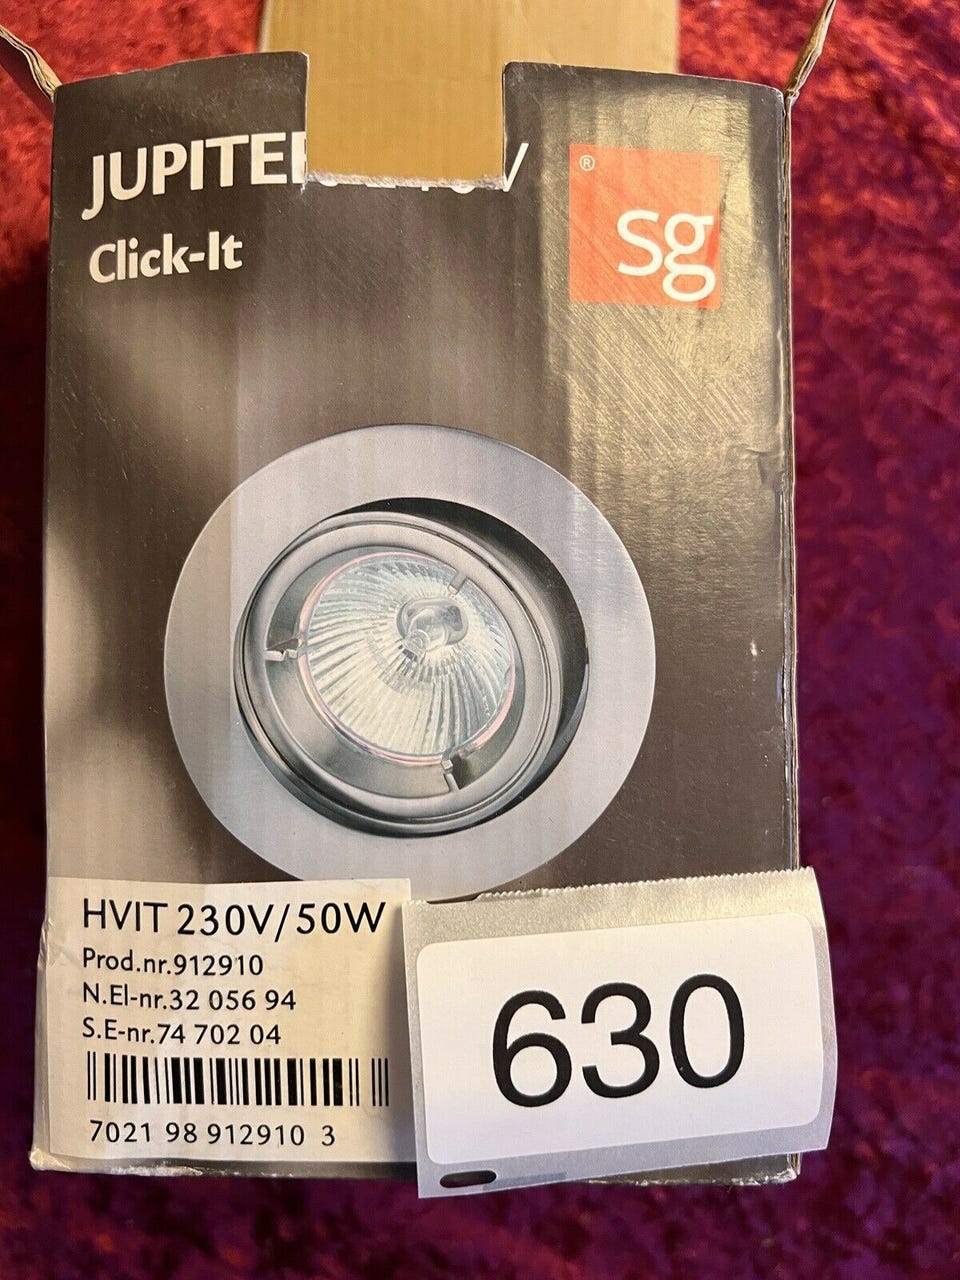 JUPITER
Click-It
®
sg
HVIT 230V/50W
Prod.nr.912910
N.El-nr.32 056 94
S.E-nr.74 702 04
7021 98 912910 3
630